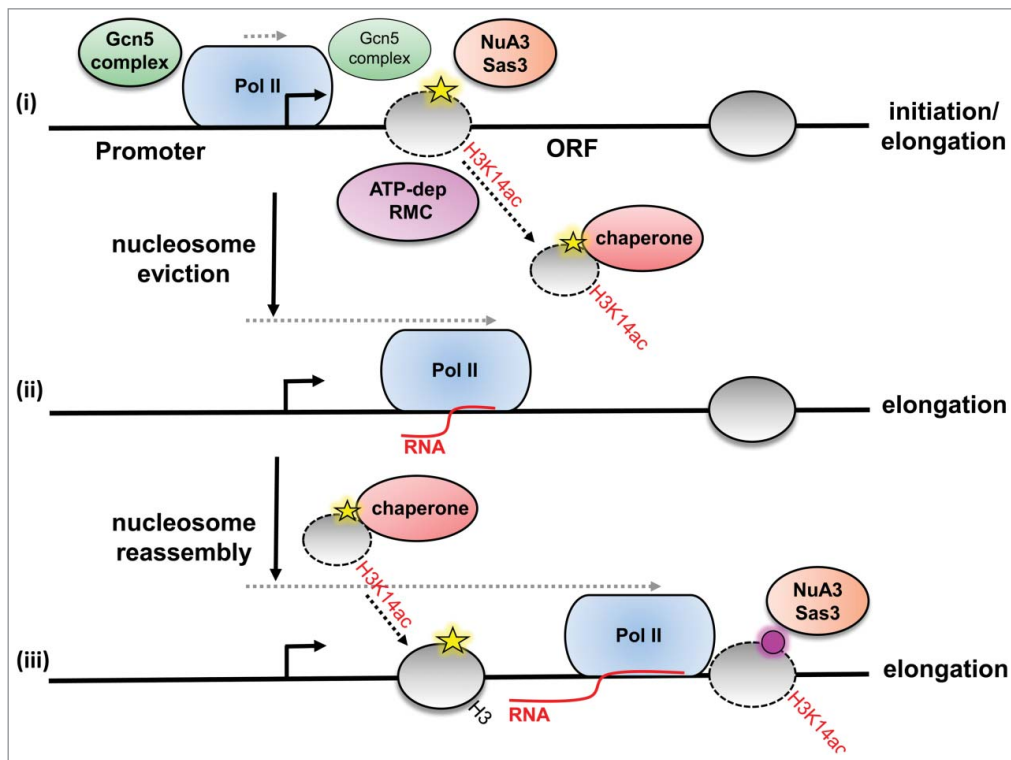 Gcn5
complex
Pol II
Gcn5
complex
NuA3
Sas3
(i)
initiation/
elongation
Promoter
ORF
H3K14ac
ATP-dep
RMC
chaperone
H3K14ac
nucleosome
eviction
Pol II
(ii)
elongation
RNA
chaperone
nucleosome
reassembly
H3K14ac
NuA3
Sas3
Pol II
(iii)
elongation
H3
RNA
H3K14ac